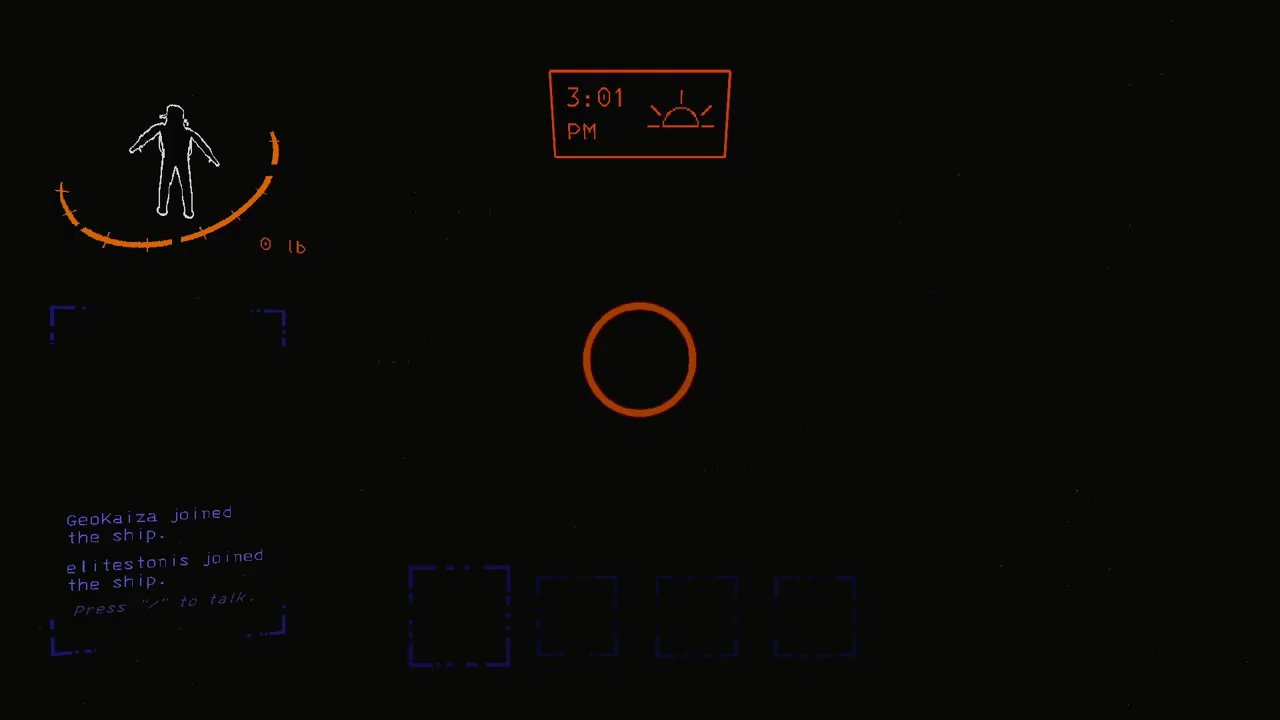 3:01
PM
0 lb
GeoKaiza joined
the ship.
elitestonis joined
the ship.
Press "/" to talk.